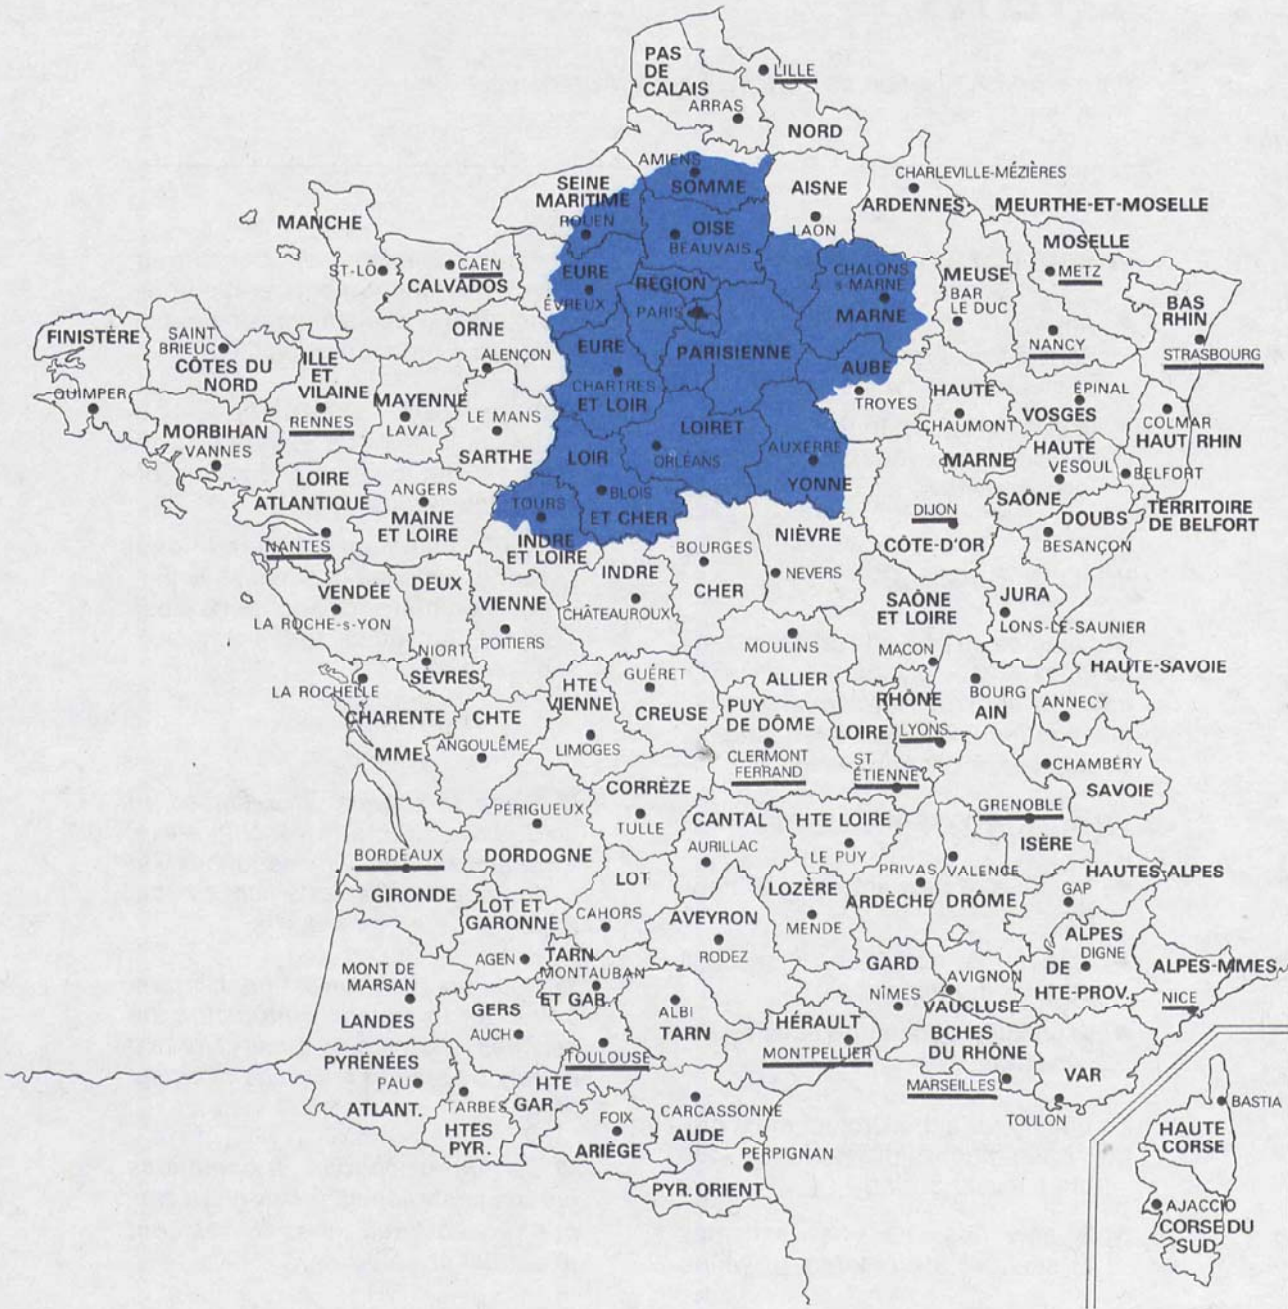 PAS
DE
CALAIS
LILLE
ARRAS
NORD
AMIENS
SOMME
AISNE
LAON
CHARLEVILLE-MÉZIÈRES
ARDENNES
MEURTHE-ET-MOSELLE
SEINE
MARITIME
ROUEN
OISE
BEAUVAIS
MANCHE
ST-LÔ
CAEN
CALVADOS
EURE
ÉVREUX
REGION
PARIS
PARISIENNE
CHALONS
s-MARNE
MARNE
MEUSE
BAR
LE DUC
MOSELLE
METZ
NANCY
BAS
RHIN
STRASBOURG
FINISTÈRE
QUIMPER
SAINT
BRIEUC
CÔTES DU
NORD
ILLE
ET
VILAINE
RENNES
ORNE
ALENÇON
MAYENNE
LAVAL
LE MANS
SARTHE
EURE
CHARTRES
ET LOIR
AUBE
TROYES
HAUTE
CHAUMONT
MARNE
ÉPINAL
VOSGES
COLMAR
HAUT RHIN
MORBIHAN
VANNES
LOIRE
ATLANTIQUE
NANTES
ANGERS
MAINE
ET LOIRE
LOIR
BLOIS
ET CHER
LOIRET
ORLÉANS
AUXERRE
YONNE
HAUTE
VESOUL
SAÔNE
BELFORT
TERRITOIRE
DE BELFORT
TOURS
INDRE
ET LOIRE
DIJON
CÔTE-D'OR
DOUBS
BESANÇON
VENDÉE
LA ROCHE-s-YON
DEUX
NIORT
SÈVRES
VIENNE
POITIERS
INDRE
CHÂTEAUROUX
BOURGES
CHER
NIÈVRE
NEVERS
SAÔNE
ET LOIRE
MACON
JURA
LONS-LE-SAUNIER
LA ROCHELLE
CHARENTE
MME
CHTE
ANGOULÊME
HTE
VIENNE
LIMOGES
GUÉRET
CREUSE
MOULINS
ALLIER
PUY
DE DÔME
CLERMONT
FERRAND
LOIRE
ST
ÉTIENNE
RHÔNE
LYONS
BOURG
AIN
HAUTE-SAVOIE
ANNECY
CHAMBÉRY
SAVOIE
BORDEAUX
GIRONDE
PÉRIGUEUX
DORDOGNE
CORRÈZE
TULLE
CANTAL
AURILLAC
HTE LOIRE
LE PUY
GRENOBLE
ISÈRE
PRIVAS
ARDÈCHE
VALENCE
DRÔME
HAUTES-ALPES
GAP
LOT ET
GARONNE
AGEN
LOT
CAHORS
AVEYRON
RODEZ
LOZÈRE
MENDE
TARN
MONTAUBAN
ET GAR.
MONT DE
MARSAN
LANDES
GERS
AUCH
ALBI
TARN
GARD
NÎMES
AVIGNON
VAUCLUSE
ALPES
DIGNE
DE
HTE-PROV.
ALPES-MMES.
NICE
PYRÉNÉES
PAU
ATLANT.
TARBES
HTES
PYR.
TOULOUSE
HTE
GAR
FOIX
ARIÈGE
CARCASSONNE
AUDE
HÉRAULT
MONTPELLIER
BCHES
DU RHÔNE
MARSEILLES
VAR
TOULON
PERPIGNAN
PYR. ORIENT
BASTIA
HAUTE
CORSE
AJACCIO
CORSE DU
SUD